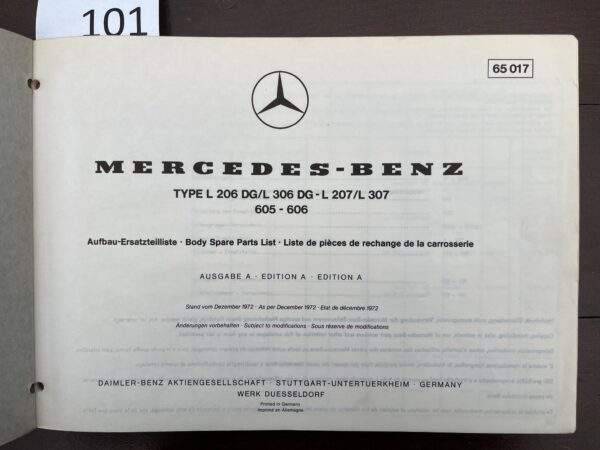 101
65 017
MERCEDES-BENZ
TYPE L 206 DG/L 306 DG - L 207/L 307
605 - 606
Aufbau-Ersatzteilliste · Body Spare Parts List · Liste de pièces de rechange de la carrosserie
AUSGABE A · EDITION A · EDITION A
Stand vom Dezember 1972 · As per December 1972 · Etat de décembre 1972
Änderungen vorbehalten · Subject to modifications · Sous réserve de modifications
DAIMLER-BENZ AKTIENGESELLSCHAFT · STUTTGART-UNTERTUERKHEIM · GERMANY
WERK DUESSELDORF
Printed in Germany
Imprimé en Allemagne